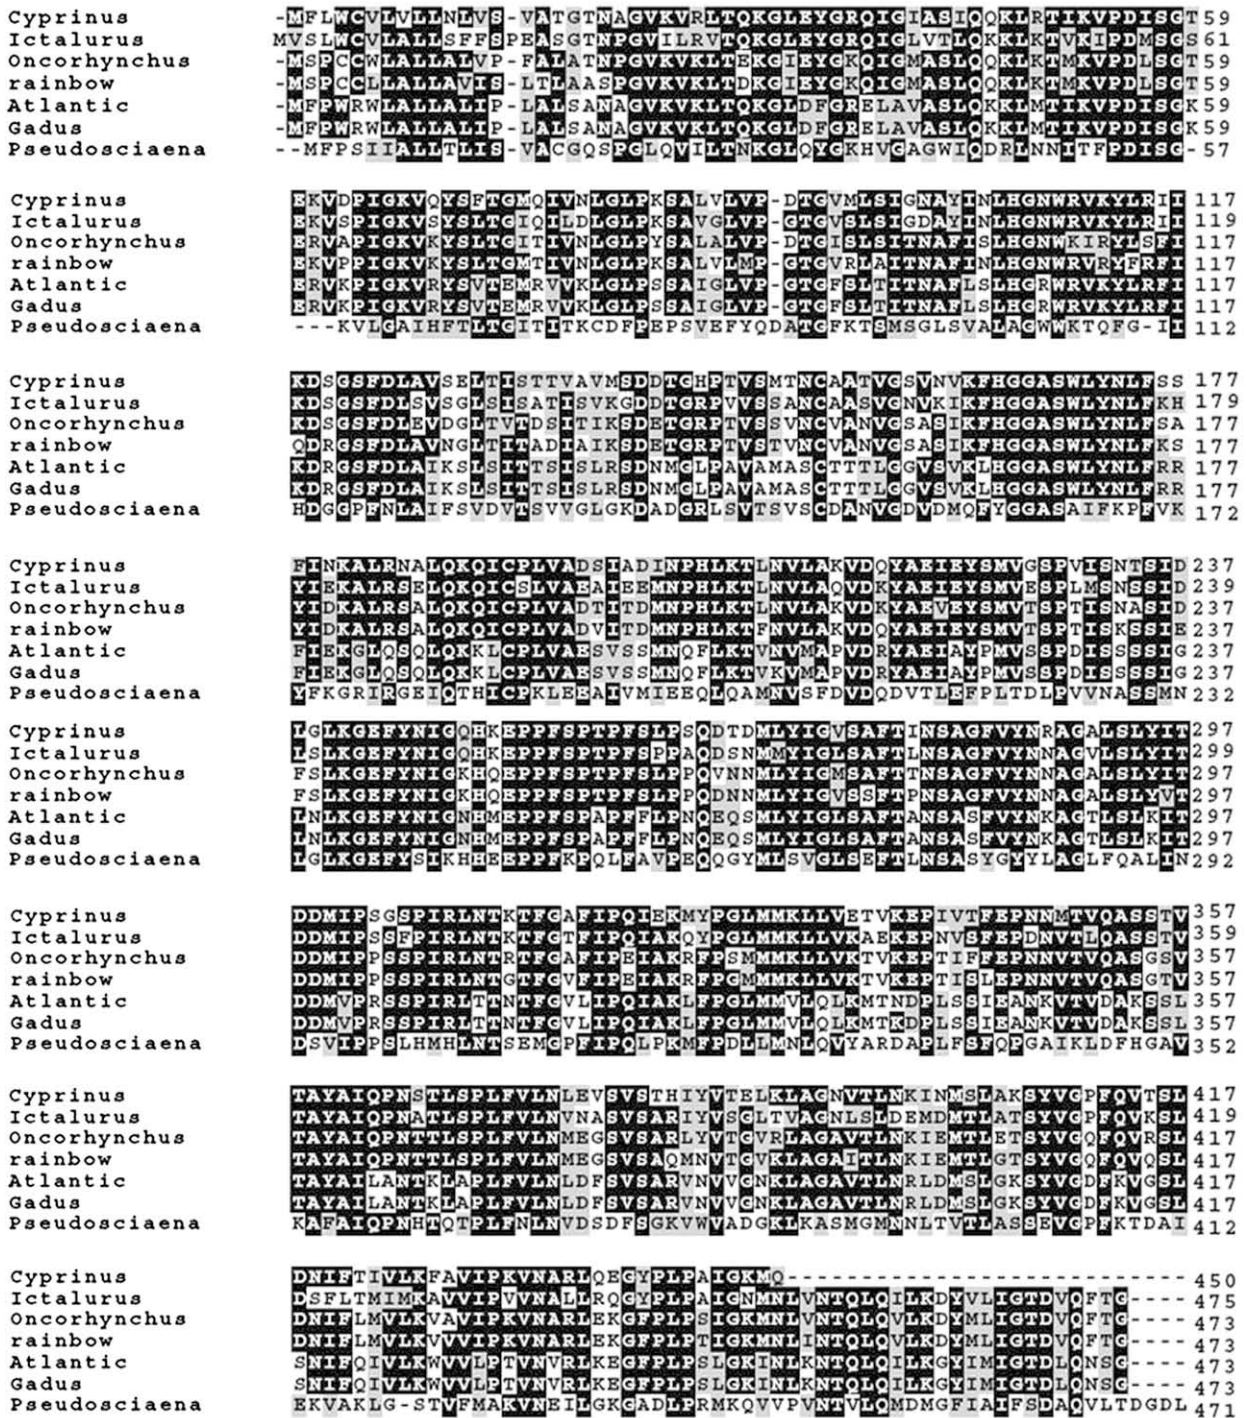 Cyprinus -MFLWCVLVLLNLVS-VATGTNAGVKVRLTQKGLEYGRQIGIASIQQKLRTIKVPDISGT 59
Ictalurus MVSLWCVLALLSFFSPEASGTNPGVILRVTQKGLEYGRQIGLVTLQKKLKTVKIPDMSGS 61
Oncorhynchus -MSPCCWLALLALVP-FALATNPGVKVKLTEKGIEYGKQIGMASLQQKLKTMKVPDLSGT 59
rainbow -MSPCCLLALLAVIS-LTLAASPGVKVKLTDKGIEYGKQIGMASLQQKLKTMKVPDLSGT 59
Atlantic -MFPWRWLALLALIP-LALSANAGVKVKLTQKGLDFGRELAVASLQKKLMTIKVPDISGK 59
Gadus -MFPWRWLALLALIP-LALSANAGVKVKLTQKGLDFGRELAVASLQKKLMTIKVPDISGK 59
Pseudosciaena --MFPSIIALLTLIS-VACGQSPGLQVILTNKGLQYGKHVGAGWIQDRLNNITFPDISG- 57
Cyprinus EKVDPIGKVQYSFTGMQIVNLGLPKSALVLVP-DTGVMLSIGNAYINLHGNWRVKYLRII 117
Ictalurus EKVSPIGKVQYSLTGIQILDLGLPKSAVGLVP-GTGVSLSIGDAYINLHGNWRVKYLRII 119
Oncorhynchus ERVAPIGKVKYSLTGITIVNLGLPYSALALVP-DTGISLSITNAFISLHGNWKIRYLSFI 117
rainbow EKVPPIGKVKYSLTGMTIVNLGLPKSALVLMP-GTGVRLAITNAFINLHGNWRVRYFRFI 117
Atlantic ERVKPIGKVRYSVTEMRVVKLGLPSSAIGLVP-GTGFSLTITNAFLSLHGRWRVKYLRFI 117
Gadus ERVKPIGKVRYSVTEMRVVKLGLPSSAIGLVP-GTGFSLTITNAFLSLHGRWRVKYLRFI 117
Pseudosciaena ---KVLGAIHFTLTGITITKCDFPEPSVEFYQDATGFKTSMSGLSVALAGWWKTQFG-II 112
Cyprinus KDSGSFDLAVSELTISTTVAVMSDDTGHPTVSMTNCAATVGSVNVKFHGGASWLYNLFSS 177
Ictalurus KDSGSFDLSVSGLSISATISVKGDDTGRPVVSSANCAASVGNVKIKFHGGASWLYNLFKH 179
Oncorhynchus KDSGSFDLEVDGLTVTDSITIKSDETGRPTVSSVNCVANVGSASIKFHGGASWLYNLFSA 177
rainbow QDRGSFDLAVNGLTITADIAIKSDETGRPTVSTVNCVANVGSASIKFHGGASWLYNLFKS 177
Atlantic KDRGSFDLAIKSLSITTSISLRSDNMGLPAVAMASCTTTLGGVSVKLHGGASWLYNLFRR 177
Gadus KDRGSFDLAIKSLSITTSISLRSDNMGLPAVAMASCTTTLGGVSVKLHGGASWLYNLFRR 177
Pseudosciaena HDGGPFNLAIFSVDVTSVVGLGKDADGRLSVTSVSCDANVGDVDMQFYGGASAIFKPFVK 172
Cyprinus FINKALRNALQKQICPLVADSIADINPHLKTLNVLAKVDQYAEIEYSMVGSPVISNTSID 237
Ictalurus YIEKALRSELQKQICSLVAEAIEEMNPHLKTLNVLAQVDKYAEIEYSMVESPLMSNSSID 239
Oncorhynchus YIDKALRSALQKQICPLVADTITDMNPHLKTLNVLAKVDKYAEVEYSMVTSPTISNASID 237
rainbow YIDKALRSALQKQICPLVADVITDMNPHLKTFNVLAKVDQYAEIEYSMVTSPTISKSSIE 237
Atlantic FIEKGLQSQLQKKLCPLVAESVSSMNQFLKTVNVMAPVDRYAEIAYPMVSSPDISSSSIG 237
Gadus FIEKGLQSQLQKKLCPLVAESVSSMNQFLKTVKVMAPVDRYAEIAYPMVSSPDISSSSIG 237
Pseudosciaena YFKGRIRGEIQTHICPKLEEAIVMIEEQLQAMNVSFDVDQDVTLEFPLTDLPVVNASSMN 232
Cyprinus LGLKGEFYNIGQHKEPPFSPTPFSLPSQDTDMLYIGVSAFTINSAGFVYNRAGALSLYIT 297
Ictalurus LSLKGEFYNIGQHKEPPFSPTPFSPPAQDSNMMYIGLSAFTLNSAGFVYNNAGVLSLYIT 299
Oncorhynchus FSLKGEFYNIGKHQEPPFSPTPFSLPPQVNNMLYIGMSAFTTNSAGFVYNNAGALSLYIT 297
rainbow FSLKGEFYNIGKHQEPPFSPTPFSLPPQDNNMLYIGVSSFTPNSAGFVYNNAGALSLYVT 297
Atlantic LNLKGEFYNIGNHMEPPFSPAPFFLPNQEQSMLYIGLSAFTANSASFVYNKAGTLSLKIT 297
Gadus LNLKGEFYNIGNHMEPPFSPAPFFLPNQEQSMLYIGLSAFTANSASFVYNKAGTLSLKIT 297
Pseudosciaena LGLKGEFYSIKHHEEPPFKPQLFAVPEQQGYMLSVGLSEFTLNSASYGYYLAGLFQALIN 292
Cyprinus DDMIPSGSPIRLNTKTFGAFIPQIEKMYPGLMMKLLVETVKEPIVTFEPNNMTVQASSTV 357
Ictalurus DDMIPSSFPIRLNTKTFGTFIPQIAKQYPGLMMKLLVKAEKEPNVSFEPDNVTLQASSTV 359
Oncorhynchus DDMIPPSSPIRLNTRTFGAFIPEIAKRFPSMMMKLLVKTVKEPTIFFEPNNVTVQASGSV 357
rainbow DDMIPPSSPIRLNTGTFGVFIPEIAKRFPGMMMKLLVKTVKEPTISLEPNNVTVQASGTV 357
Atlantic DDMVPRSSPIRLTTNTFGVLIPQIAKLFPGLMMVLQLKMTNDPLSSIEANKVTVDAKSSL 357
Gadus DDMVPRSSPIRLTTNTFGVLIPQIAKLFPGLMMVLQLKMTKDPLSSIEANKVTVDAKSSL 357
Pseudosciaena DSVIPPSLHMHLNTSEMGPFIPQLPKMFPDLLMNLQVYARDAPLFSFQPGAIKLDFHGAV 352
Cyprinus TAYAIQPNSTLSPLFVLNLEVSVSTHIYVTELKLAGNVTLNKINMSLAKSYVGPFQVTSL 417
Ictalurus TAYAIQPNATLSPLFVLNVNASVSAEIYVSGLTVAGNLSLDEMDMTLATSYVGPFQVKSL 419
Oncorhynchus TAYAIQPNTTLSPLFVLNMEGSVSARLYVTGVRLAGAVTLNKIEMTLETSYVGQFQVRSL 417
rainbow TAYAIQPNTTLSPLFVLNMEGSVSAQMNVTGVKLAGAITLNKIEMTLGTSYVGQFQVQSL 417
Atlantic TAYAILANTKLAPLFVLNLDFSVSARVNVVGNKLAGAVTLNRLDMSLGKSYVGDFKVGSL 417
Gadus TAYAILANTKLAPLFVLNLDFSVSARVNVVGNKLAGAVTLNRLDMSLGKSYVGDFKVGSL 417
Pseudosciaena KAFAIQPNHTQTPLFNLNVDSDFSGKVWVADGKLKASMGMNNLTVTLASSEVGPFKTDAI 412
Cyprinus DNIFTIVLKFAVIPKVNARLQEGYPLPAIGKMQ--------------------------- 450
Ictalurus DSFLTMIMKAVVIPVVNALLRQGYPLPAIGNMNLVNTQLQILKDYVLIGTDVQFTG---- 475
Oncorhynchus DNIFLMVLKVAVIPKVNARLEKGFPLPSIGKMNLVNTQLQILKDYMLIGTDVQFTG---- 473
rainbow DNIFLMVLKVVVIPKVNARLEKGFPLPTIGKMNLINTQLQVLKDYMLIGTDVQFTG---- 473
Atlantic SNIFQIVLKWVVLPTVNVRLKEGFPLPSLGKINLKNTQLQILKGYIMIGTDLQNSG---- 473
Gadus SNIFQIVLKWVVLPTVNVRLKEGFPLPSLGKINLKNTQLQILKGYIMIGTDLQNSG---- 473
Pseudosciaena EKVAKLG-STVFMAKVNEILGKGADLPRMKQVVPVNTVLQMDMGFIAIFSDAQVLTDGDL 471